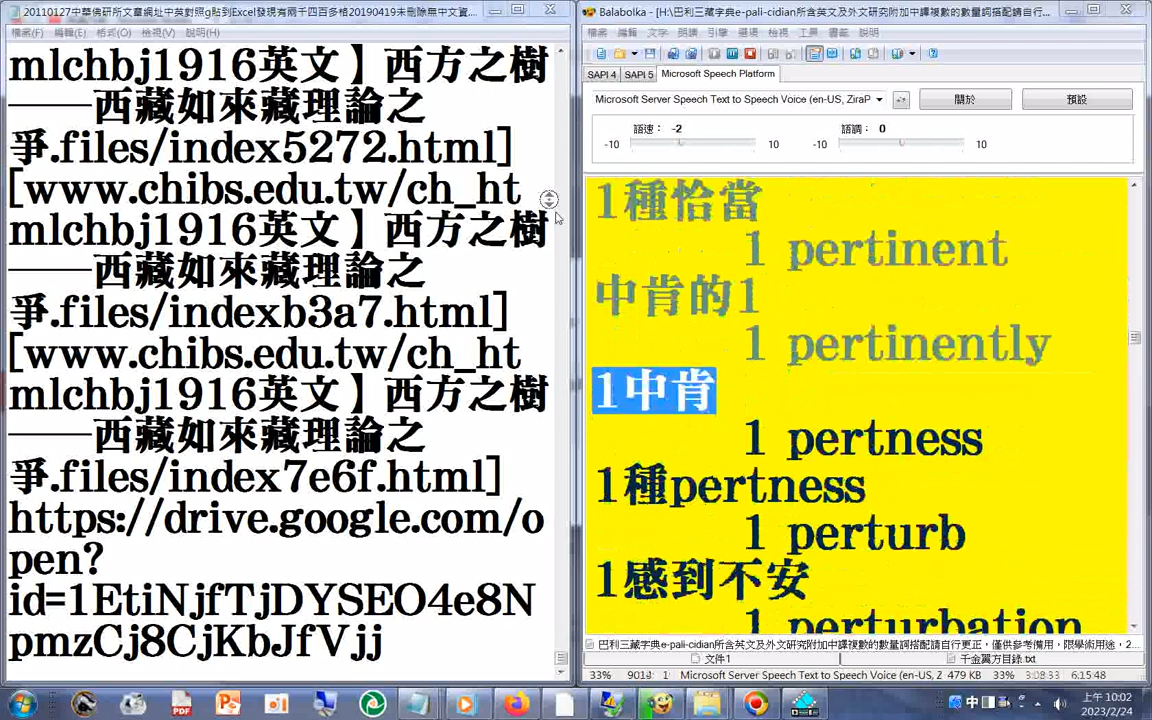 20110127中華佛研所文章網址中英對照g貼到Excel發現有兩千四百多格20190419未刪除無中文資...
檔案(F) 編輯(E) 格式(O) 檢視(V) 說明(H)
mlchbj1916英文】西方之樹
——西藏如來藏理論之
爭.files/index5272.html]
[www.chibs.edu.tw/ch_ht
mlchbj1916英文】西方之樹
——西藏如來藏理論之
爭.files/indexb3a7.html]
[www.chibs.edu.tw/ch_ht
mlchbj1916英文】西方之樹
——西藏如來藏理論之
爭.files/index7e6f.html]
https://drive.google.com/o
pen?
id=1EtiNjfTjDYSEO4e8N
pmzCj8CjKbJfVjj
Balabolka - [H:\巴利三藏字典e-pali-cidian所含英文及外文研究附加中譯複數的數量詞搭配請自行...
檔案 編輯 文字 朗讀 引擎 選項 檢視 工具 書籤 說明
SAPI 4 SAPI 5 Microsoft Speech Platform
Microsoft Server Speech Text to Speech Voice (en-US, ZiraP
關於 預設
語速： -2 語調： 0
-10 10 -10 10
1種恰當
1 pertinent
中肯的1
1 pertinently
1中肯
1 pertness
1種pertness
1 perturb
1感到不安
1 perturbation
巴利三藏字典e-pali-cidian所含英文及外文研究附加中譯複數的數量詞搭配請自行更正，僅供參考備用，限學術用途，2...
文件1 千金翼方目錄.txt
33% Microsoft Server Speech Text to Speech Voice (en-US, Z 479 KB 33% 3:08:33 6:15:48
中
上午 10:02
2023/2/24